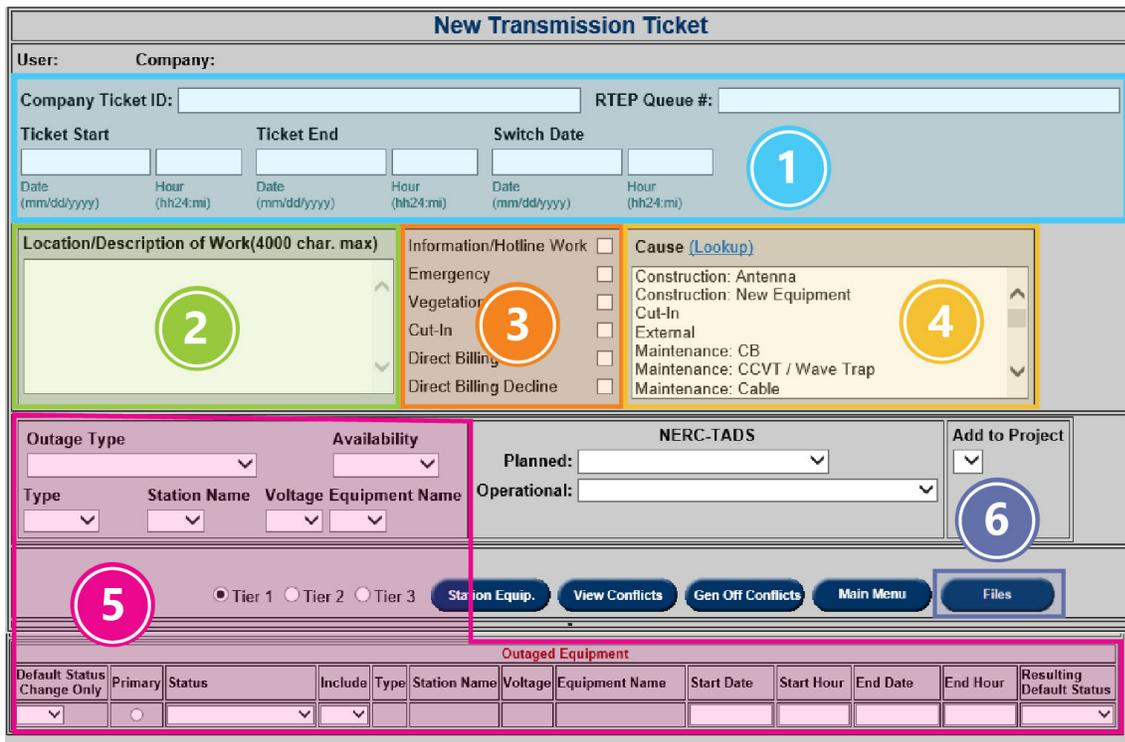 New Transmission Ticket
User: Company:
Company Ticket ID: RTEP Queue #:
Ticket Start Ticket End Switch Date
Date Hour Date Hour Date Hour
(mm/dd/yyyy) (hh24:mi) (mm/dd/yyyy) (hh24:mi) (mm/dd/yyyy) (hh24:mi)
1
Location/Description of Work(4000 char. max)
2
Information/Hotline Work
Emergency
Vegetation
Cut-In
Direct Billing
Direct Billing Decline
3
Cause (Lookup)
Construction: Antenna
Construction: New Equipment
Cut-In
External
Maintenance: CB
Maintenance: CCVT / Wave Trap
Maintenance: Cable
4
Outage Type Availability
Type Station Name Voltage Equipment Name
NERC-TADS
Planned:
Operational:
Add to Project
6
5
Tier 1 Tier 2 Tier 3 Station Equip. View Conflicts Gen Off Conflicts Main Menu Files
Outaged Equipment
Default Status Change Only Primary Status Include Type Station Name Voltage Equipment Name Start Date Start Hour End Date End Hour Resulting Default Status